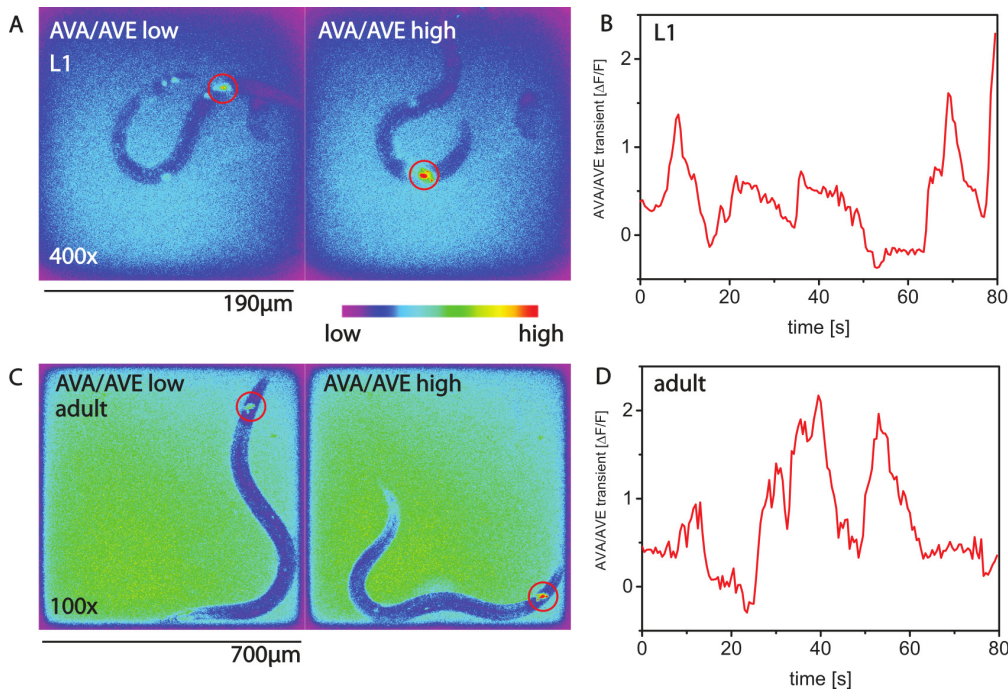 A
AVA/AVE low
L1
400x
AVA/AVE high
190µm
low
high
B
L1
AVA/AVE transient [ΔF/F]
2
1
0
0
20
40
60
80
time [s]
C
AVA/AVE low
adult
100x
AVA/AVE high
700µm
D
adult
AVA/AVE transient [ΔF/F]
2
1
0
0
20
40
60
80
time [s]